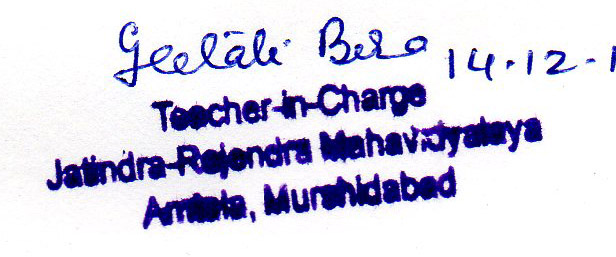 Geetali Bera 14.12.1
Teacher-in-Charge
Jatindra-Rajendra Mahavidyalaya
Amtala, Murshidabad